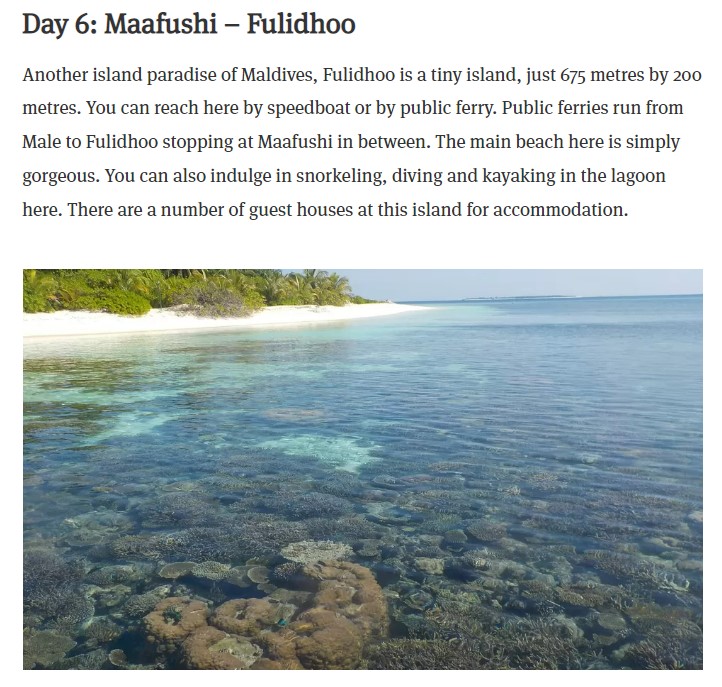 Day 6: Maafushi – Fulidhoo
Another island paradise of Maldives, Fulidhoo is a tiny island, just 675 metres by 200
metres. You can reach here by speedboat or by public ferry. Public ferries run from
Male to Fulidhoo stopping at Maafushi in between. The main beach here is simply
gorgeous. You can also indulge in snorkeling, diving and kayaking in the lagoon
here. There are a number of guest houses at this island for accommodation.